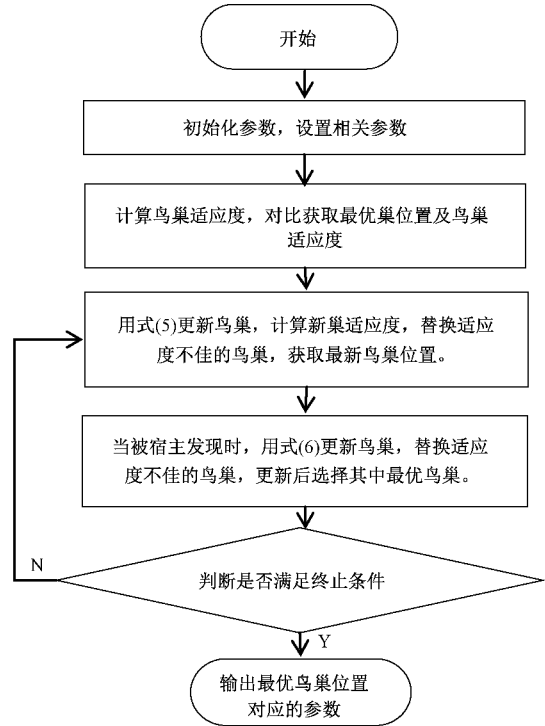 开始
初始化参数，设置相关参数
计算鸟巢适应度，对比获取最优巢位置及鸟巢
适应度
用式(5)更新鸟巢，计算新巢适应度，替换适应
度不佳的鸟巢，获取最新鸟巢位置。
当被宿主发现时，用式(6)更新鸟巢，替换适应
度不佳的鸟巢，更新后选择其中最优鸟巢。
N
判断是否满足终止条件
Y
输出最优鸟巢位置
对应的参数